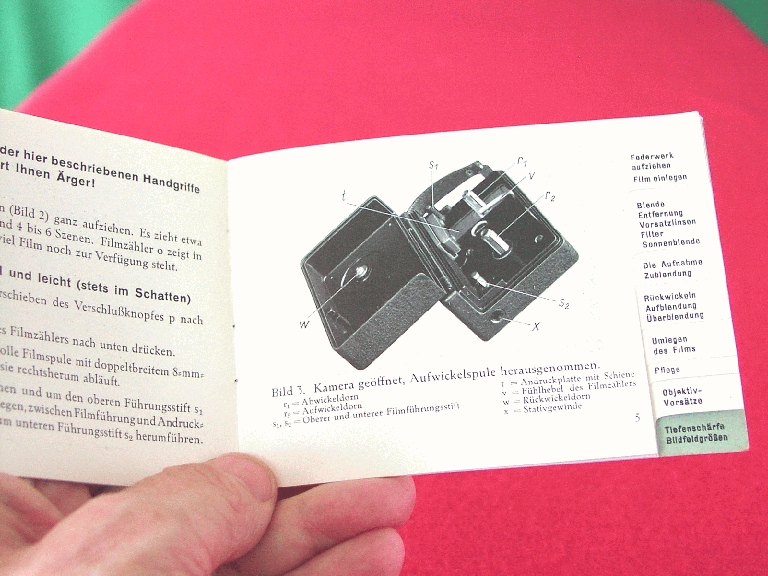 der hier beschriebenen Handgriffe
rt Ihnen Ärger!
n (Bild 2) ganz aufziehen. Es zieht etwa
nd 4 bis 6 Szenen. Filmzähler o zeigt in
viel Film noch zur Verfügung steht.
l und leicht (stets im Schatten)
rschieben des Verschlußknopfes p nach
s Filmzählers nach unten drücken.
olle Filmspule mit doppeltbreitem 8=mm=
sie rechtsherum abläuft.
nen und um den oberen Führungsstift s1
egen, zwischen Filmführung und Andruck=
m unteren Führungsstift s2 herumführen.
t
s1
r1
v
r2
w
s2
x
Bild 3. Kamera geöffnet, Aufwickelspule herausgenommen.
r1 = Abwickeldorn
r2 = Aufwickeldorn
s1, s2 = Oberer und unterer Filmführungsstift
t = Andruckplatte mit Schiene
v = Fühlhebel des Filmzählers
w = Rückwickeldorn
x = Stativgewinde
5
Federwerk
aufziehen
Film einlegen
Blende
Entfernung
Vorsatzlinsen
Filter
Sonnenblende
Die Aufnahme
Zublendung
Rückwickeln
Aufblendung
Überblendung
Umlegen
des Films
Pflege
Objektiv-
Vorsätze
Tiefenschärfe
Bildfeldgrößen